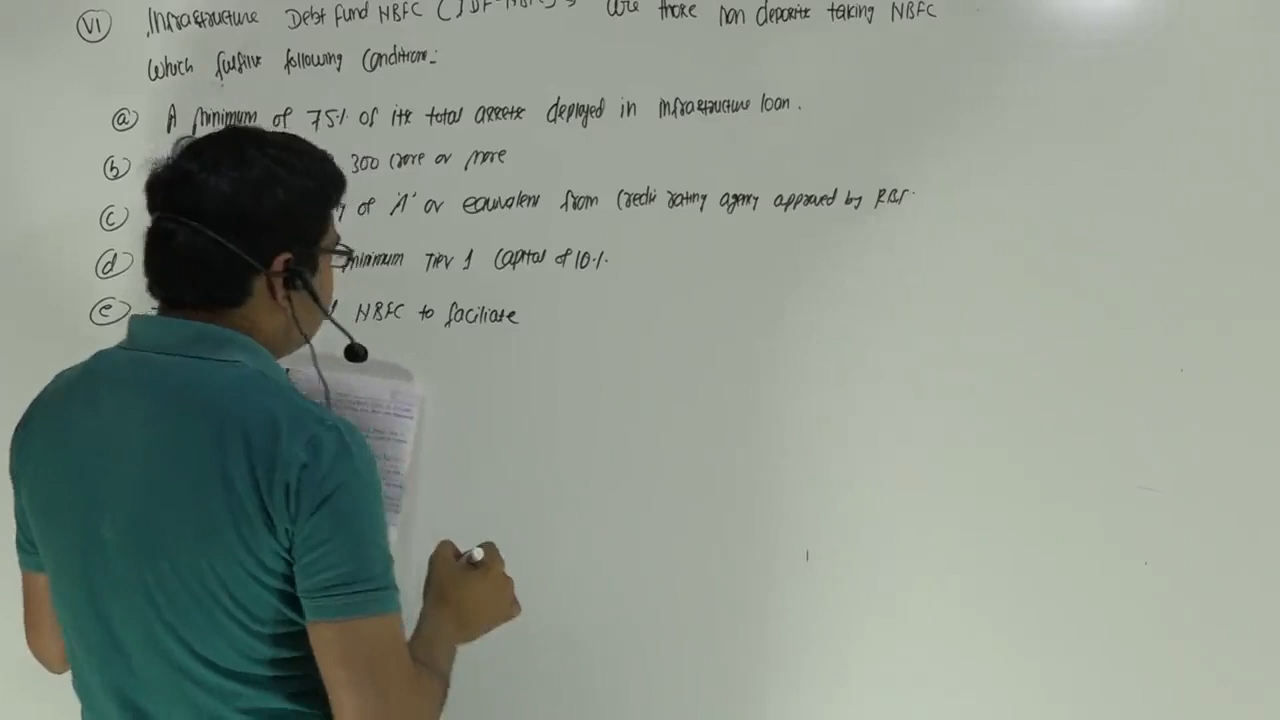 VI Infrastructure Debt Fund NBFC (IDF-NBFC): are those non deposite taking NBFC
which fulfill following Conditions:
a A minimum of 75% of its total assets deployed in infrastructure loan.
b 300 crore or more
c of 'A' or equivalent from Credit rating agency approved by RBI.
d minimum Tier 1 Capital of 10%.
e NBFC to faciliate